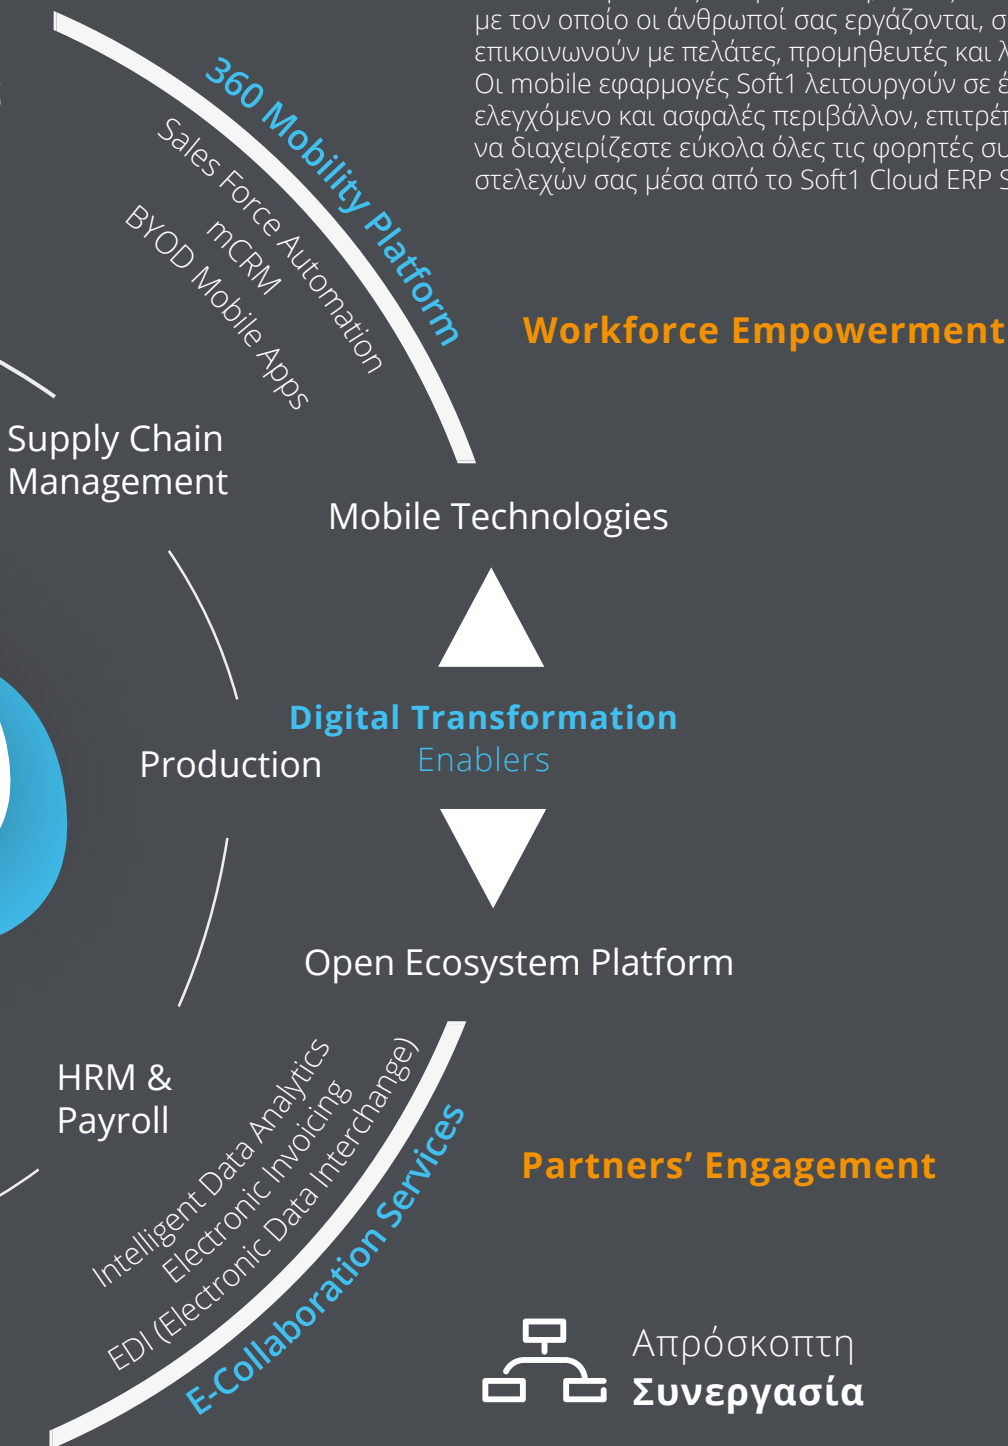 με τον οποίο οι άνθρωποί σας εργάζονται,
επικοινωνούν με πελάτες, προμηθευτές και
Οι mobile εφαρμογές Soft1 λειτουργούν σε
ελεγχόμενο και ασφαλές περιβάλλον,
να διαχειρίζεστε εύκολα όλες τις φορητές
στελεχών σας μέσα από το Soft1 Cloud ERP
360 Mobility Platform
Sales Force Automation
mCRM
BYOD Mobile Apps
Workforce Empowerment
Supply Chain
Management
Mobile Technologies
Digital Transformation
Enablers
Production
Open Ecosystem Platform
HRM &
Payroll
Intelligent Data Analytics
Electronic Invoicing
EDI (Electronic Data Interchange)
E-Collaboration Services
Partners’ Engagement
Απρόσκοπτη
Συνεργασία